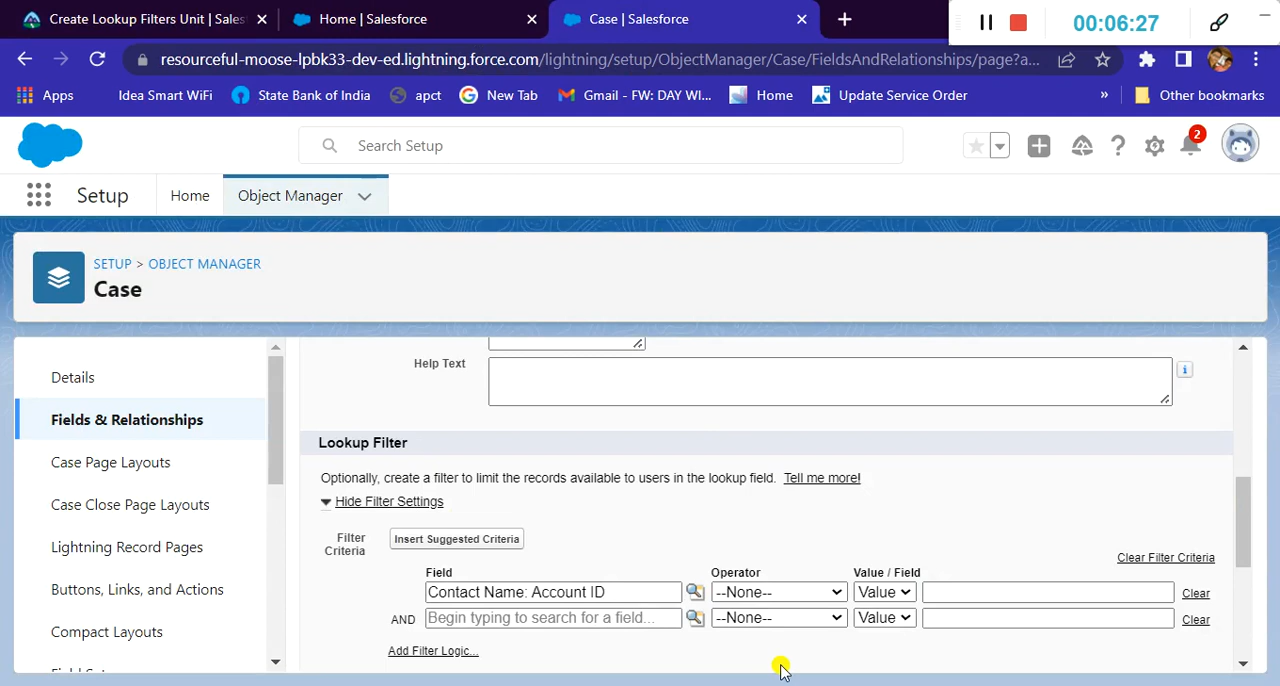 Create Lookup Filters Unit | Sales
Home | Salesforce
Case | Salesforce
00:06:27
resourceful-moose-lpbk33-dev-ed.lightning.force.com/lightning/setup/ObjectManager/Case/FieldsAndRelationships/page?a...
Apps
Idea Smart WiFi
State Bank of India
apct
New Tab
Gmail - FW: DAY WI...
Home
Update Service Order
»
Other bookmarks
Search Setup
2
Setup
Home
Object Manager
SETUP > OBJECT MANAGER
Case
Details
Fields & Relationships
Case Page Layouts
Case Close Page Layouts
Lightning Record Pages
Buttons, Links, and Actions
Compact Layouts
Help Text
Lookup Filter
Optionally, create a filter to limit the records available to users in the lookup field. Tell me more!
Hide Filter Settings
Filter Criteria
Insert Suggested Criteria
Clear Filter Criteria
Field Operator Value / Field
Contact Name: Account ID --None-- Value Clear
AND Begin typing to search for a field... --None-- Value Clear
Add Filter Logic...